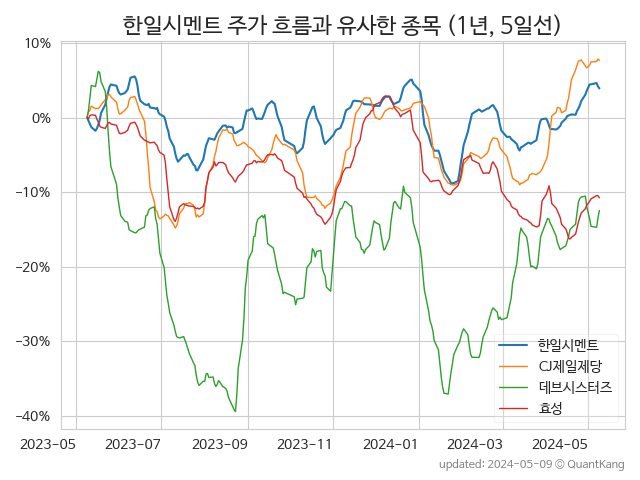 한일시멘트 주가 흐름과 유사한 종목 (1년, 5일선)
10%
0%
−10%
−20%
−30%
−40%
한일시멘트
CJ제일제당
데브시스터즈
효성
2023-05
2023-07
2023-09
2023-11
2024-01
2024-03
2024-05
updated: 2024-05-09 © QuantKang